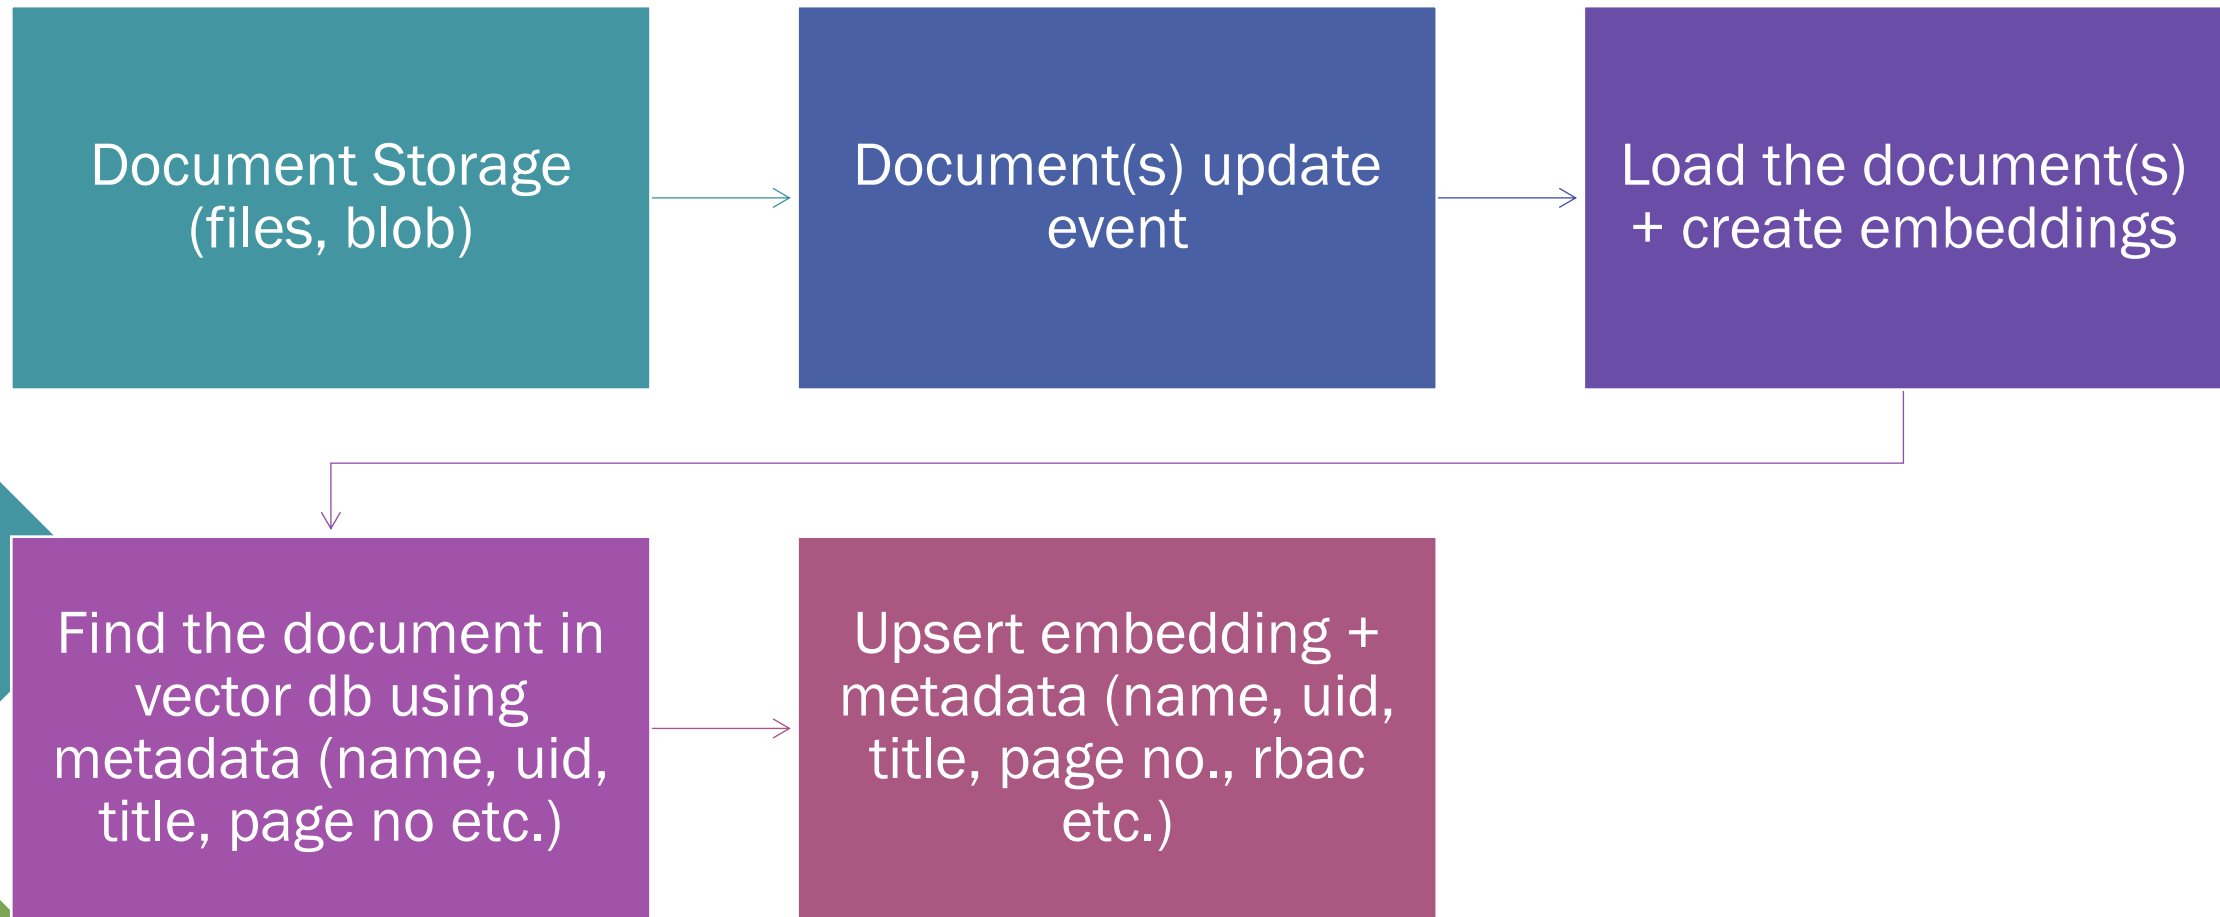 Document Storage
(files, blob)
Document(s) update
event
Load the document(s)
+ create embeddings
Find the document in
vector db using
metadata (name, uid,
title, page no etc.)
Upsert embedding +
metadata (name, uid,
title, page no., rbac
etc.)